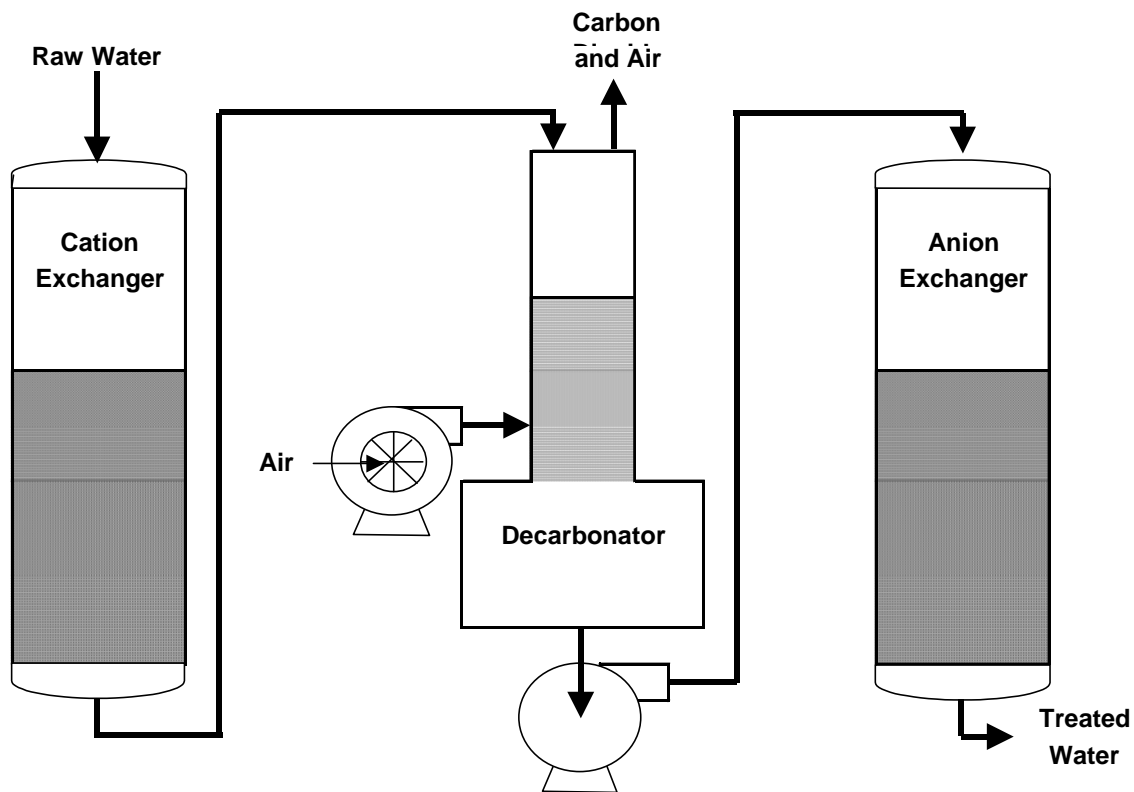 Raw Water
Carbon
and Air
Cation
Exchanger
Anion
Exchanger
Air
Decarbonator
Treated
Water